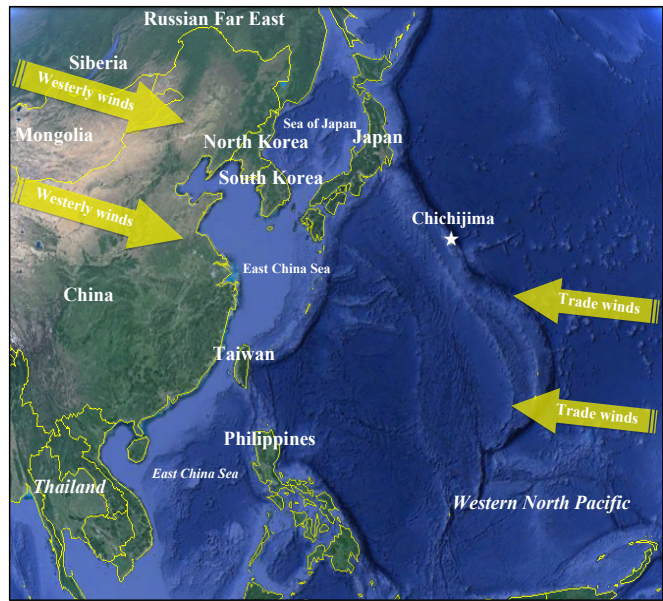 Russian Far East
Siberia
Westerly winds
Mongolia
Sea of Japan
Japan
North Korea
South Korea
Westerly winds
Chichijima
East China Sea
China
Trade winds
Taiwan
Trade winds
Philippines
East China Sea
Thailand
Western North Pacific